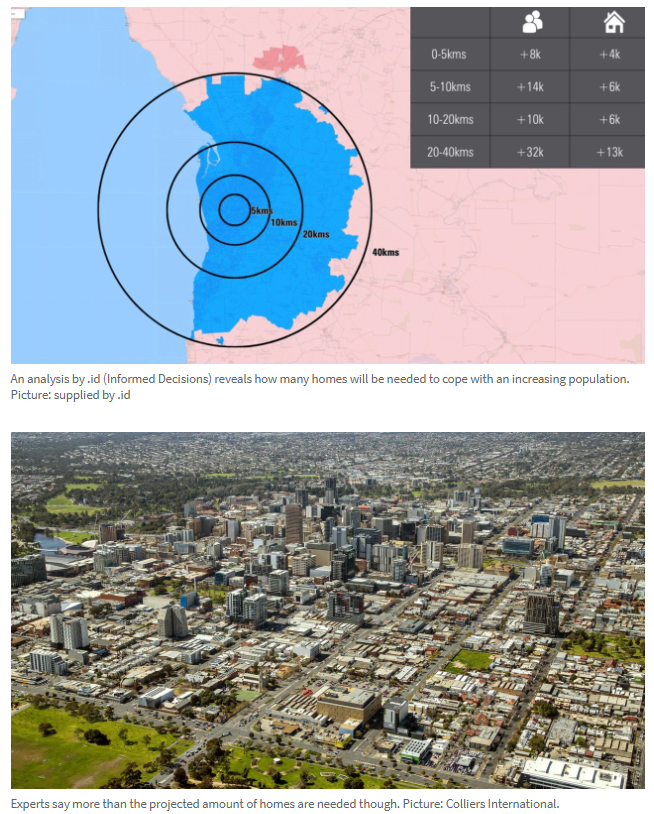 0-5kms +8k +4k
5-10kms +14k +6k
10-20kms +10k +6k
20-40kms +32k +13k
5kms
10kms
20kms
40kms
An analysis by .id (Informed Decisions) reveals how many homes will be needed to cope with an increasing population.
Picture: supplied by .id
Experts say more than the projected amount of homes are needed though. Picture: Colliers International.